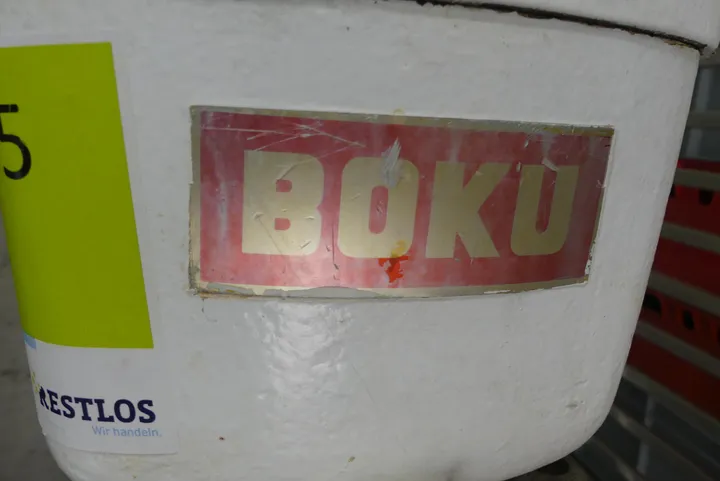 5
BOKU
RESTLOS
Wir handeln.